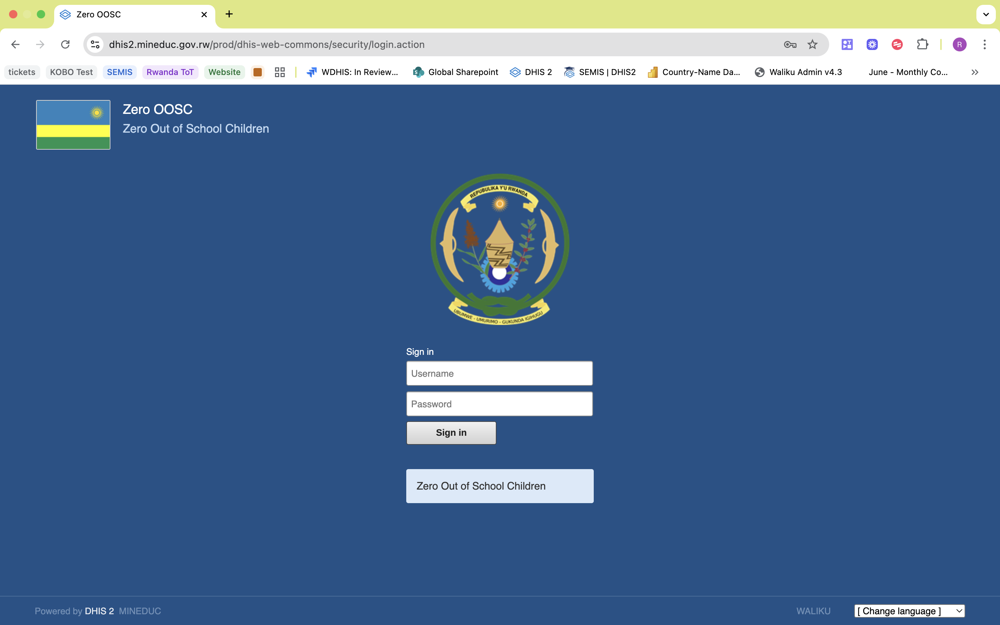 Zero OOSC
dhis2.mineduc.gov.rw/prod/dhis-web-commons/security/login.action
R
tickets
KOBO Test
SEMIS
Rwanda ToT
Website
WDHIS: In Review...
Global Sharepoint
DHIS 2
SEMIS | DHIS2
Country-Name Da...
Waliku Admin v4.3
June - Monthly Co...
Zero OOSC
Zero Out of School Children
REPUBULIKA Y'U RWANDA
UBUMWE - UMURIMO - GUKUNDA IGIHUGU
Sign in
Username
Password
Sign in
Zero Out of School Children
Powered by DHIS 2 MINEDUC
WALIKU
[ Change language ]